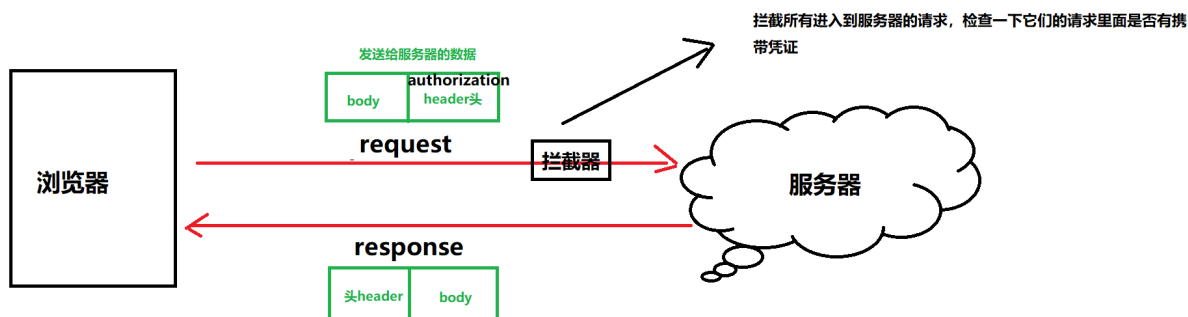 拦截所有进入到服务器的请求，检查一下它们的请求里面是否有携
带凭证
发送给服务器的数据
authorization
body
header头
request
拦截器
浏览器
服务器
response
头header
body